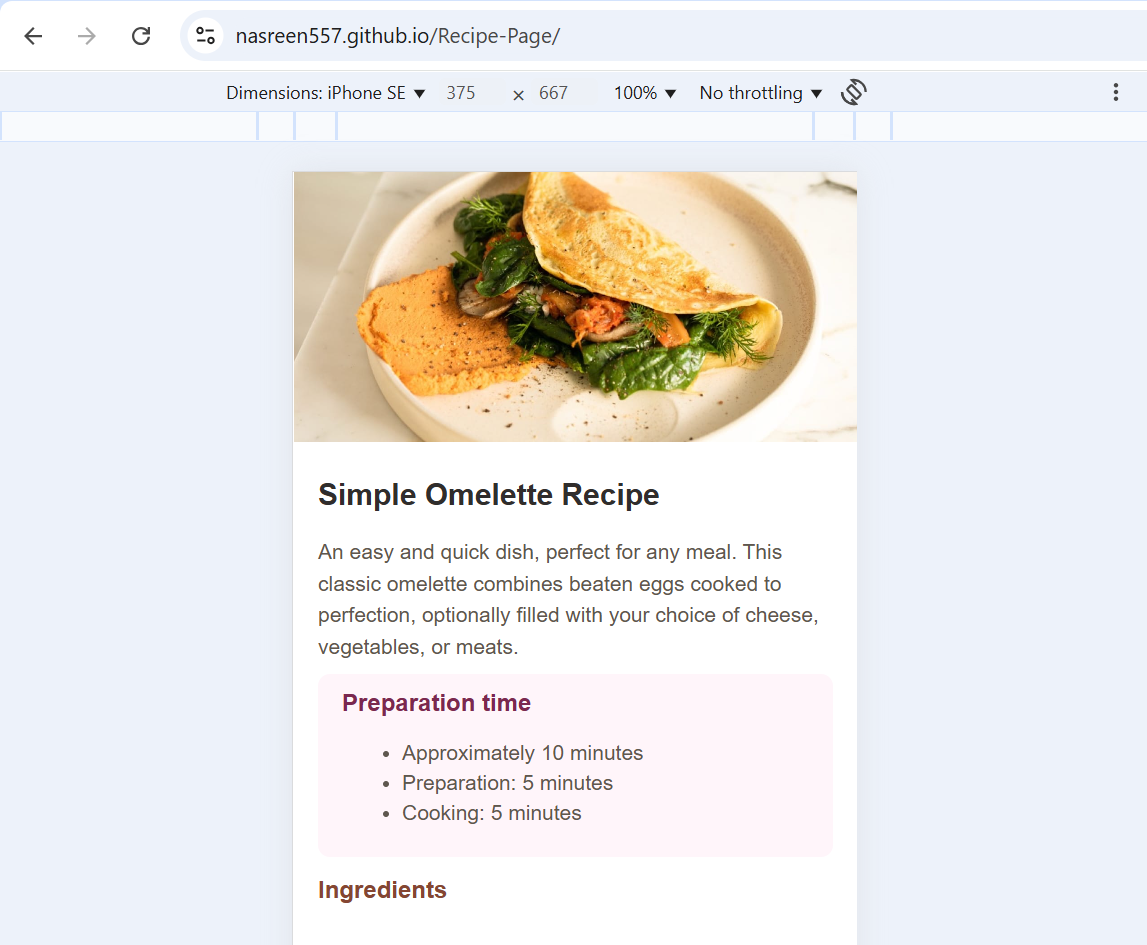 nasreen557.github.io/Recipe-Page/
Dimensions: iPhone SE ▼ 375 × 667 100% ▼ No throttling ▼
Simple Omelette Recipe
An easy and quick dish, perfect for any meal. This
classic omelette combines beaten eggs cooked to
perfection, optionally filled with your choice of cheese,
vegetables, or meats.
Preparation time
• Approximately 10 minutes
• Preparation: 5 minutes
• Cooking: 5 minutes
Ingredients